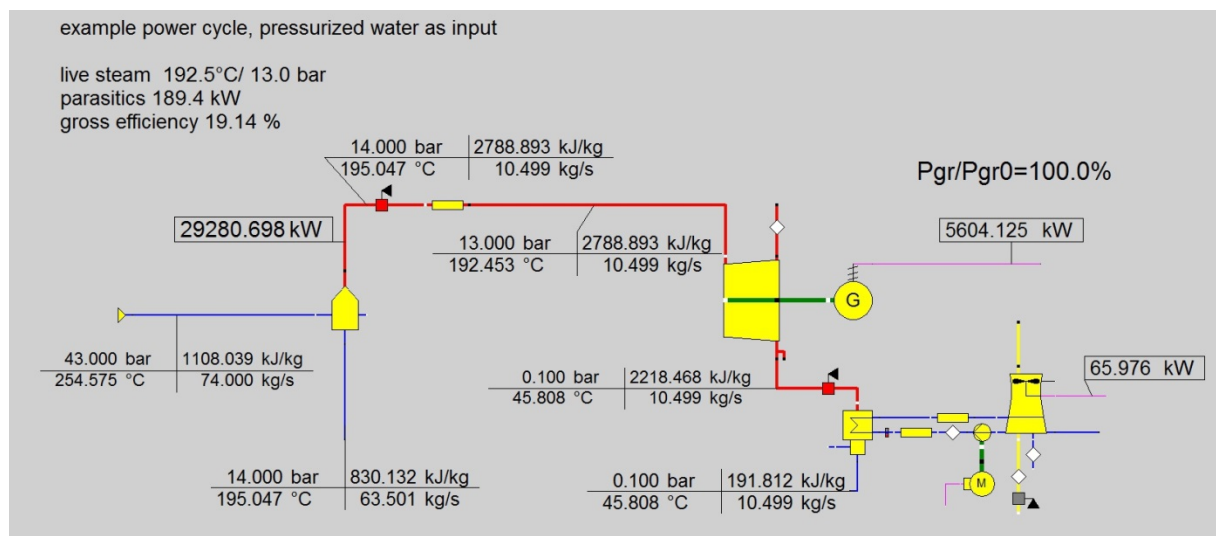 example power cycle, pressurized water as input
live steam 192.5°C/ 13.0 bar
parasitics 189.4 kW
gross efficiency 19.14 %
14.000 bar 2788.893 kJ/kg
195.047 °C 10.499 kg/s
Pgr/Pgr0=100.0%
29280.698 kW
13.000 bar 2788.893 kJ/kg
192.453 °C 10.499 kg/s
5604.125 kW
G
43.000 bar 1108.039 kJ/kg
254.575 °C 74.000 kg/s
0.100 bar 2218.468 kJ/kg
45.808 °C 10.499 kg/s
65.976 kW
14.000 bar 830.132 kJ/kg
195.047 °C 63.501 kg/s
0.100 bar 191.812 kJ/kg
45.808 °C 10.499 kg/s
M